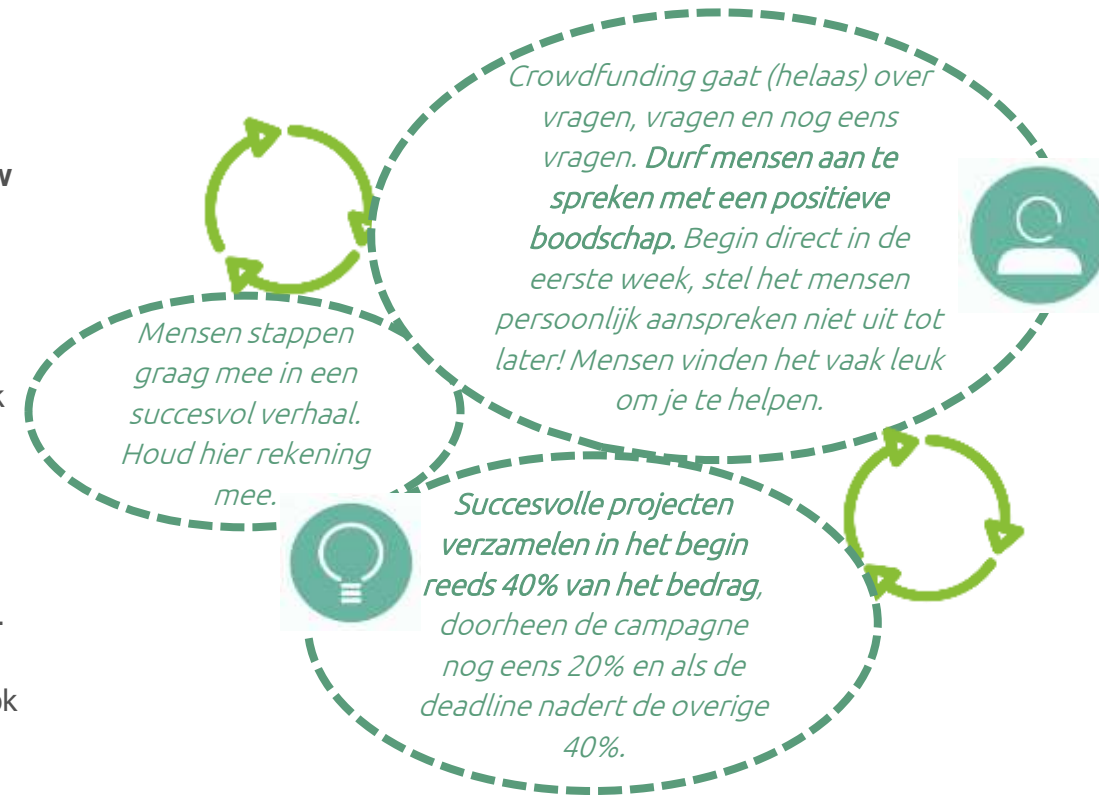 Crowdfunding gaat (helaas) over
vragen, vragen en nog eens
vragen. Durf mensen aan te
spreken met een positieve
boodschap. Begin direct in de
eerste week, stel het mensen
persoonlijk aanspreken niet uit tot
later! Mensen vinden het vaak leuk
om je te helpen.
Mensen stappen
graag mee in een
succesvol verhaal.
Houd hier rekening
mee.
Succesvolle projecten
verzamelen in het begin
reeds 40% van het bedrag,
doorheen de campagne
nog eens 20% en als de
deadline nadert de overige
40%.